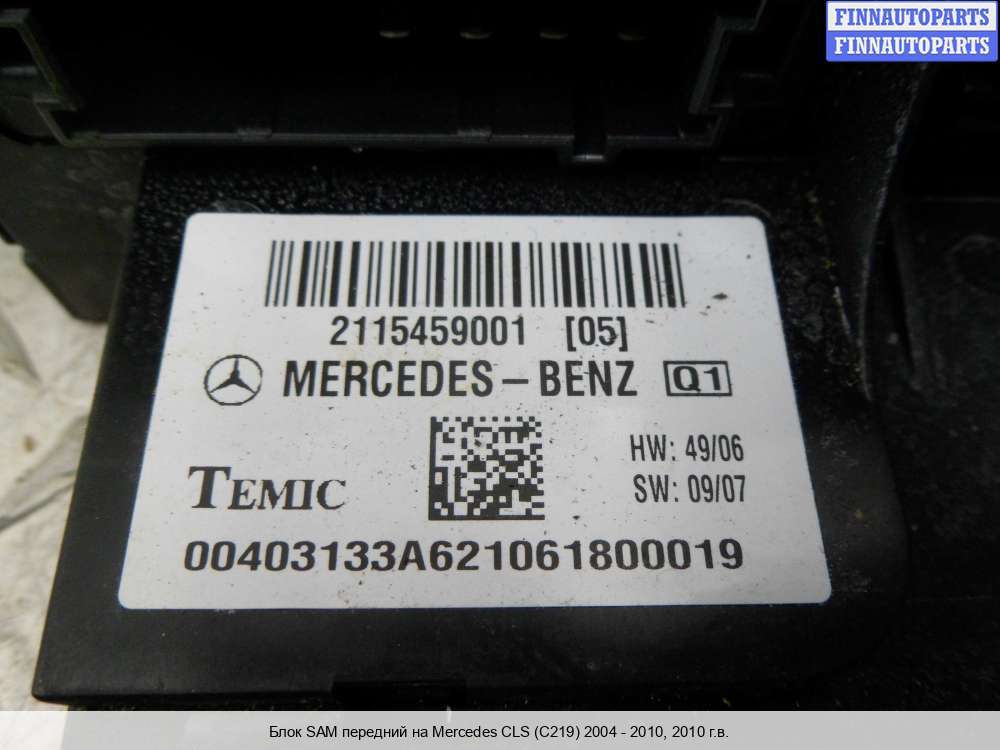 FINNAUTOPARTS
FINNAUTOPARTS
2115459001 [05]
MERCEDES-BENZ Q1
HW: 49/06
TEMIC
SW: 09/07
00403133A621061800019
Блок SAM передний на Mercedes CLS (C219) 2004 - 2010, 2010 г.в.